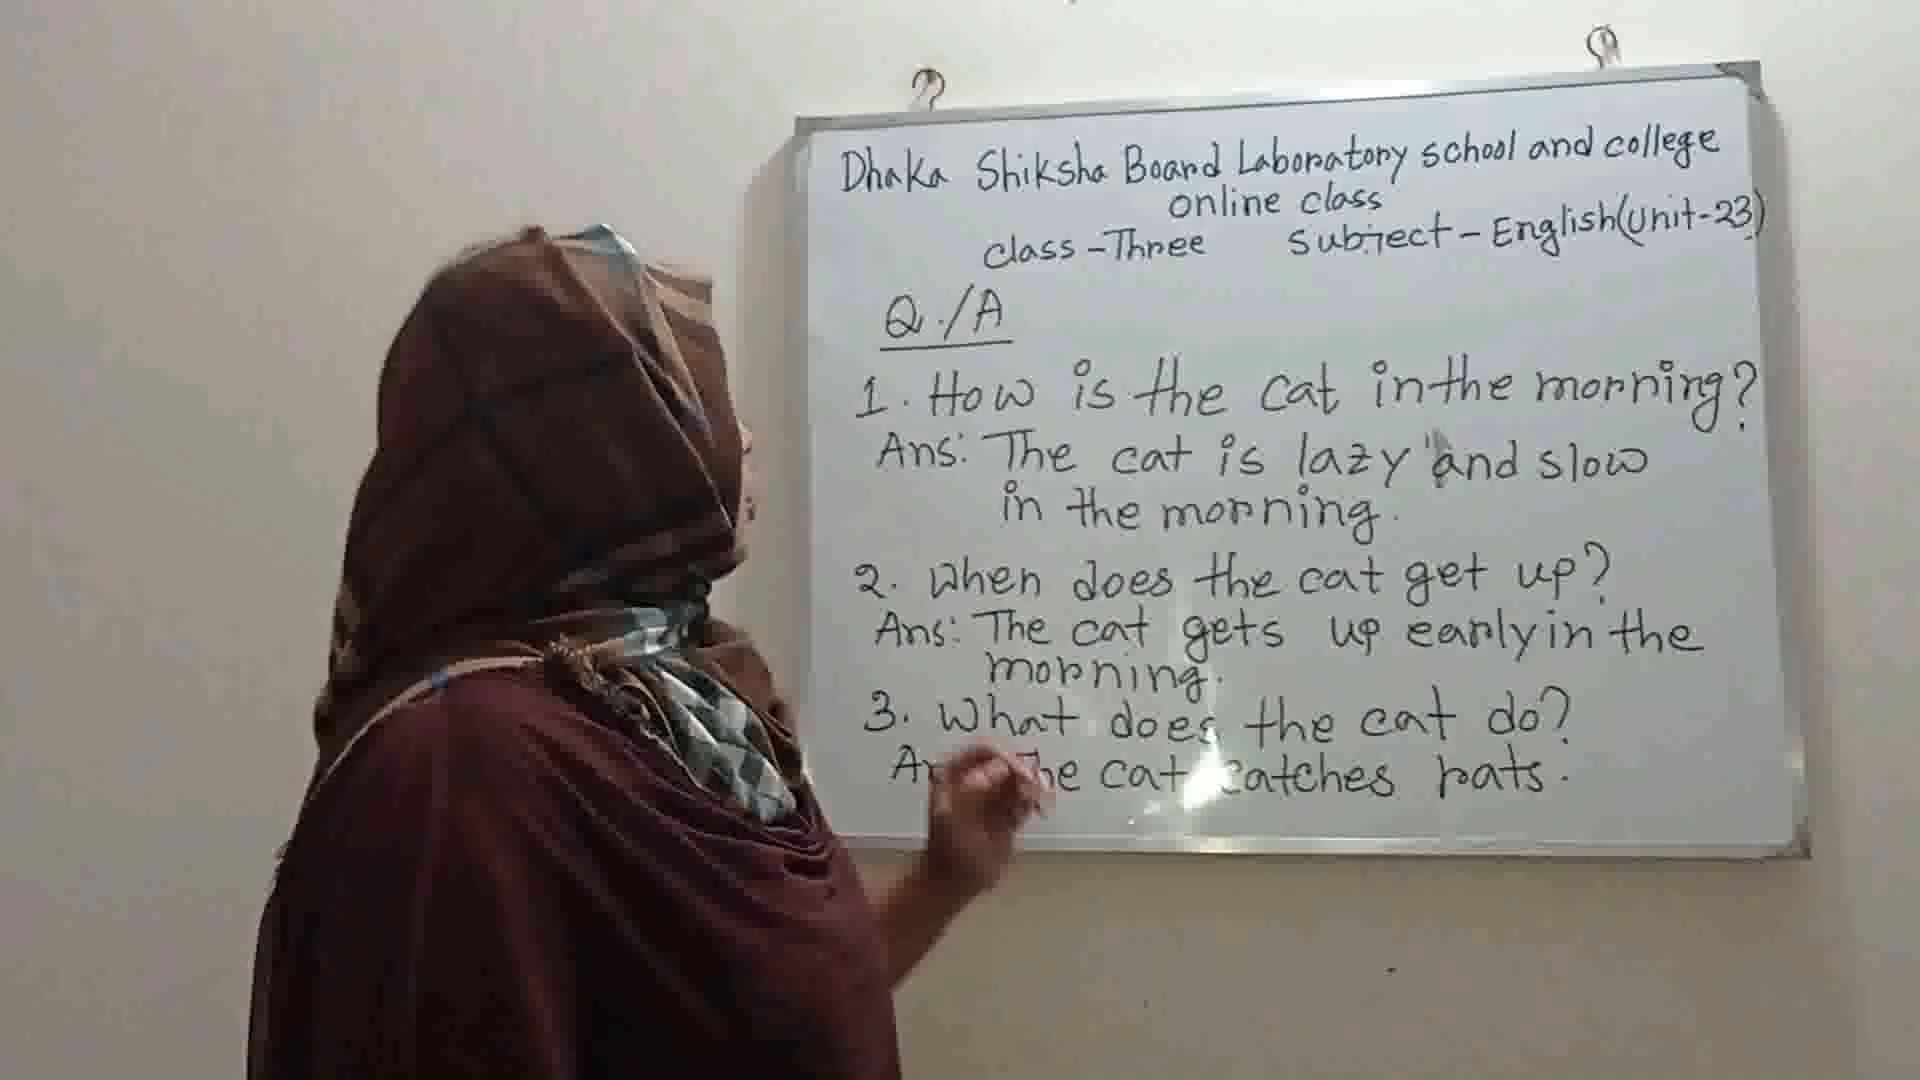 Dhaka Shiksha Board Laboratory school and college
online class
class-Three Subject-English(Unit-23)
Q./A
1. How is the cat in the morning?
Ans: The cat is lazy and slow
in the morning.
2. When does the cat get up?
Ans: The cat gets up early in the
morning.
3. What does the cat do?
The cat catches rats.